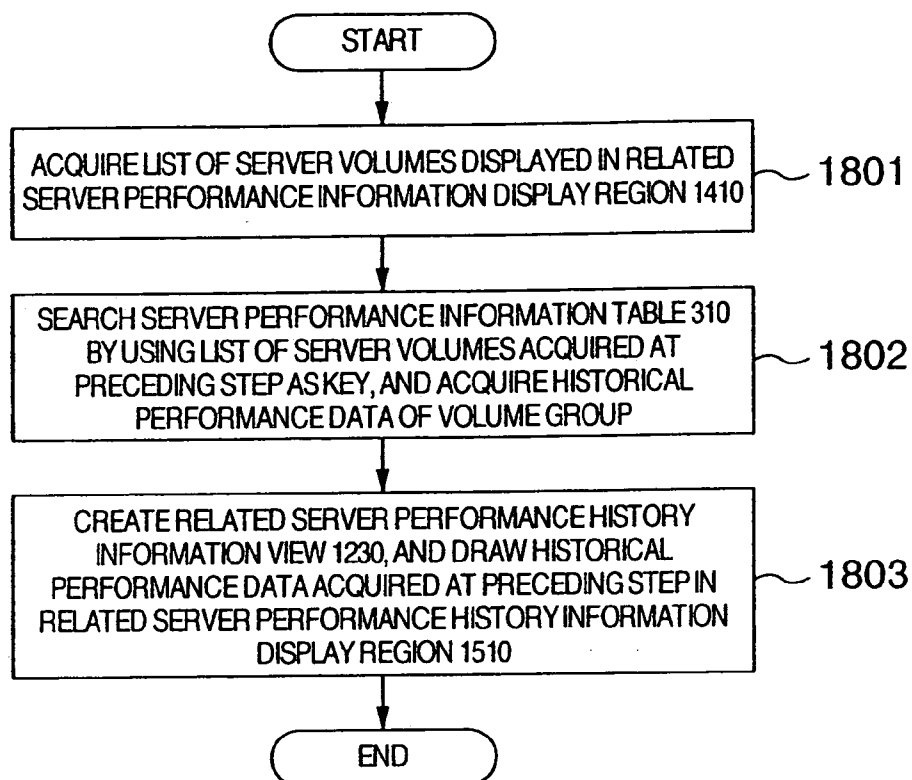 START
ACQUIRE LIST OF SERVER VOLUMES DISPLAYED IN RELATED
SERVER PERFORMANCE INFORMATION DISPLAY REGION 1410
1801
SEARCH SERVER PERFORMANCE INFORMATION TABLE 310
BY USING LIST OF SERVER VOLUMES ACQUIRED AT
PRECEDING STEP AS KEY, AND ACQUIRE HISTORICAL
PERFORMANCE DATA OF VOLUME GROUP
1802
CREATE RELATED SERVER PERFORMANCE HISTORY
INFORMATION VIEW 1230, AND DRAW HISTORICAL
PERFORMANCE DATA ACQUIRED AT PRECEDING STEP IN
RELATED SERVER PERFORMANCE HISTORY INFORMATION
DISPLAY REGION 1510
1803
END